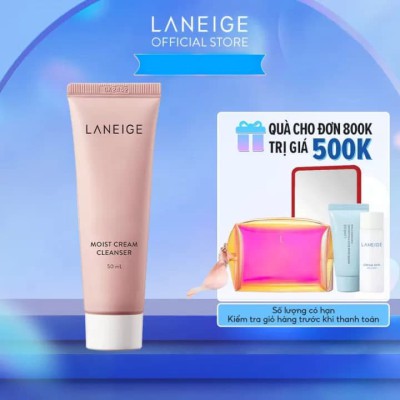 LANEIGE
OFFICIAL STORE
LANEIGE
MOIST CREAM
CLEANSER
50 mL
QUÀ CHO ĐƠN 800K
TRỊ GIÁ 500K
LANEIGE
Số lượng có hạn
Kiểm tra giỏ hàng trước khi thanh toán